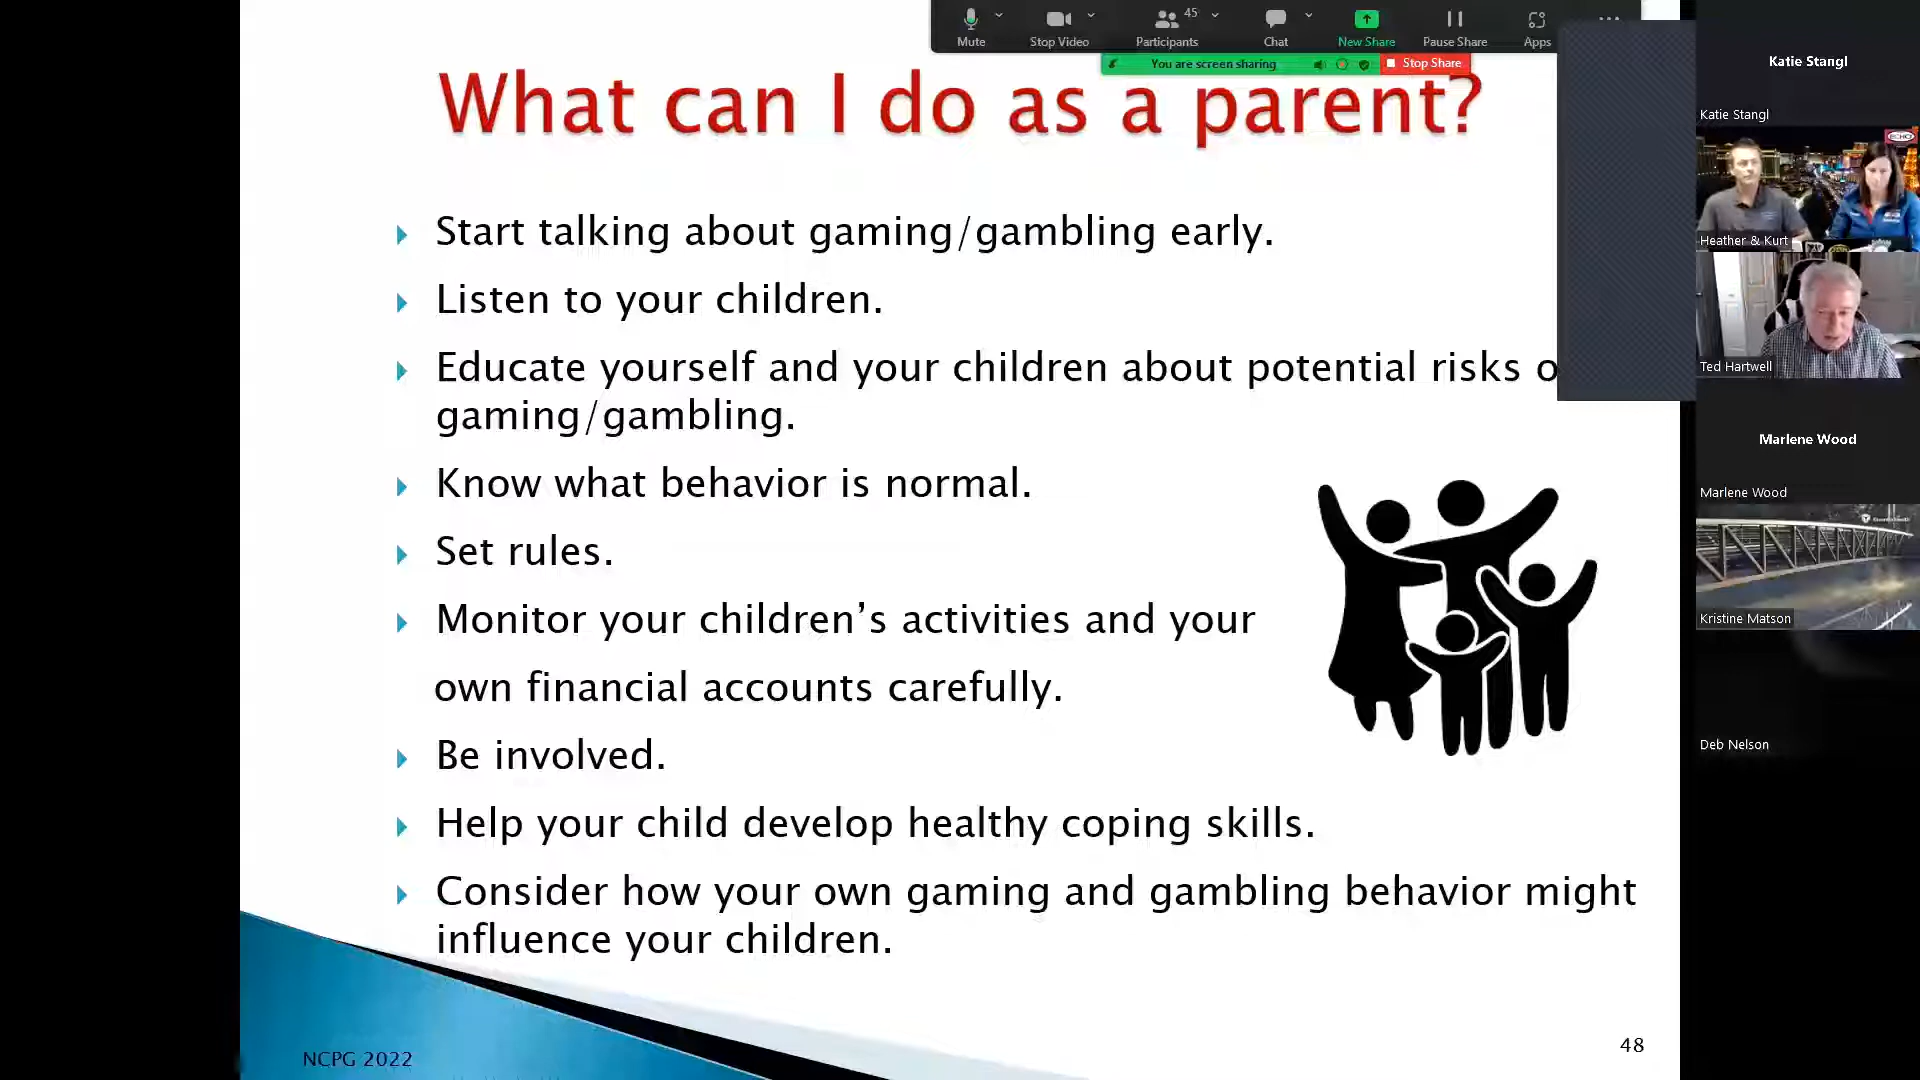 45
Mute
Stop Video
Participants
Chat
New Share
Pause Share
Apps
You are screen sharing
Stop Share
What can I do as a parent?
Start talking about gaming/gambling early.
Listen to your children.
Educate yourself and your children about potential risks o
gaming/gambling.
Know what behavior is normal.
Set rules.
Monitor your children’s activities and your
own financial accounts carefully.
Be involved.
Help your child develop healthy coping skills.
Consider how your own gaming and gambling behavior might
influence your children.
NCPG 2022
48
Katie Stangl
Katie Stangl
ECHO
Heather & Kurt
Ted Hartwell
Marlene Wood
Marlene Wood
Kristine Matson
Deb Nelson